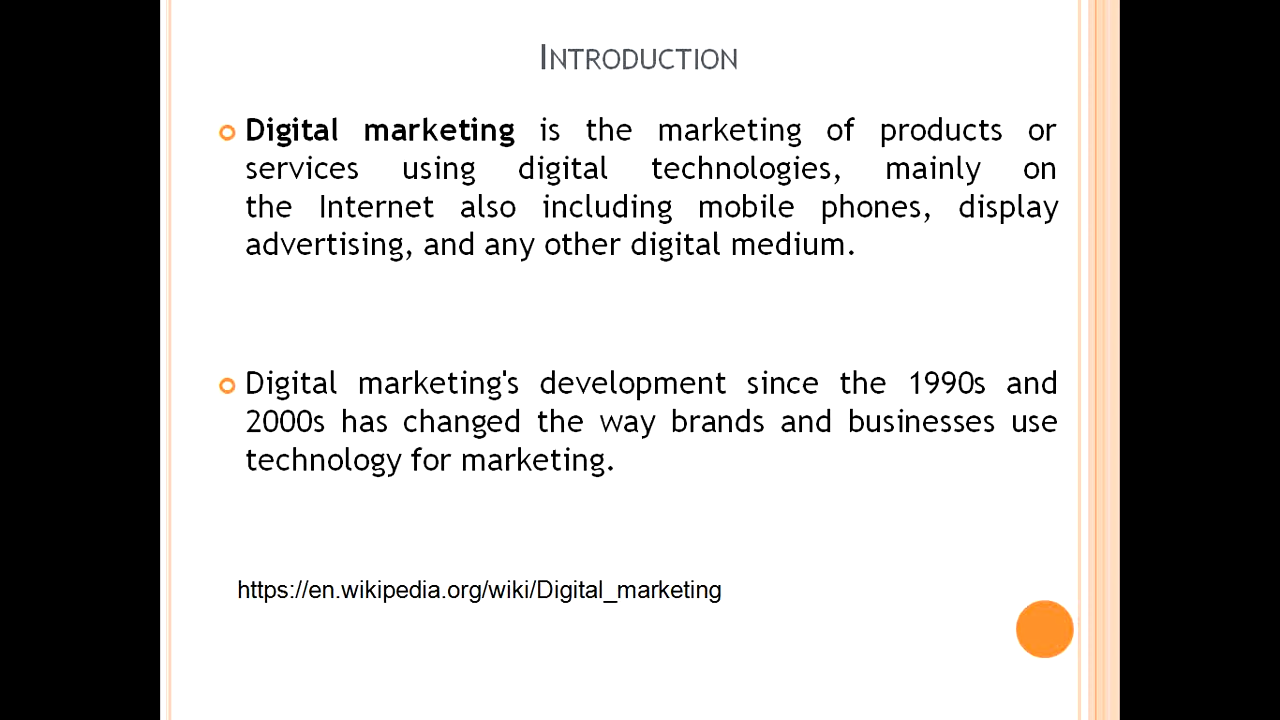 INTRODUCTION
Digital marketing is the marketing of products or
services using digital technologies, mainly on
the Internet also including mobile phones, display
advertising, and any other digital medium.
Digital marketing's development since the 1990s and
2000s has changed the way brands and businesses use
technology for marketing.
https://en.wikipedia.org/wiki/Digital_marketing